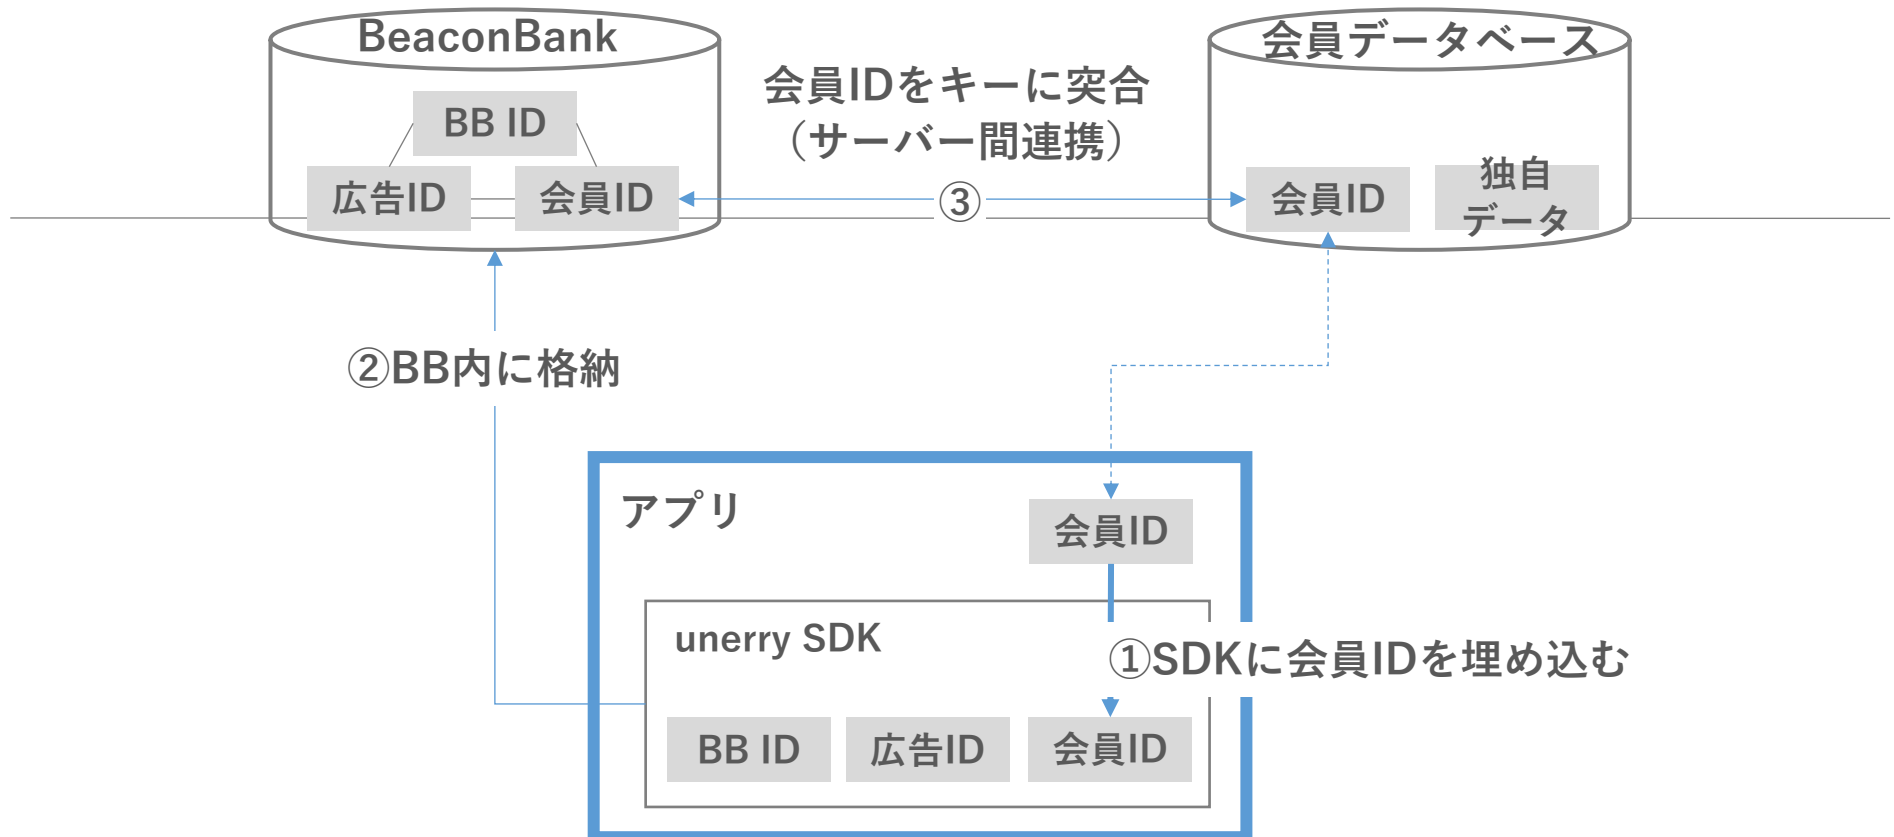 BeaconBank
会員データベース
会員IDをキーに突合
（サーバー間連携）
BB ID
広告ID
会員ID
③
会員ID
独自
データ
②BB内に格納
アプリ
会員ID
unerry SDK
①SDKに会員IDを埋め込む
BB ID
広告ID
会員ID